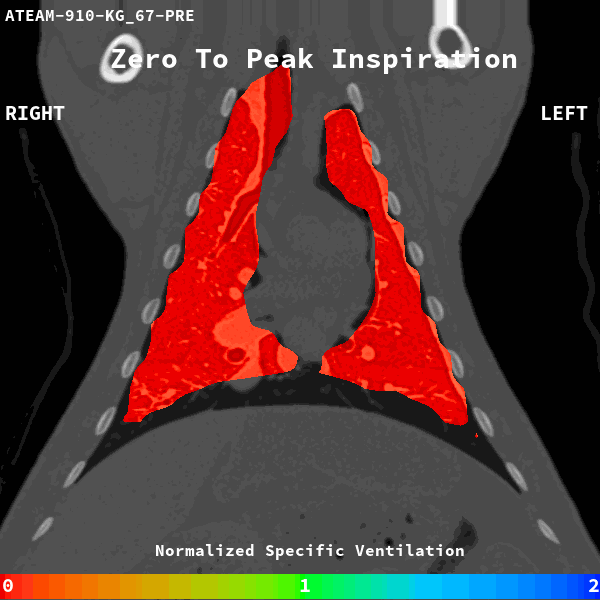 ATEAM-910-KG_67-PRE
Zero To Peak Inspiration
RIGHT LEFT
Normalized Specific Ventilation
0 1 2